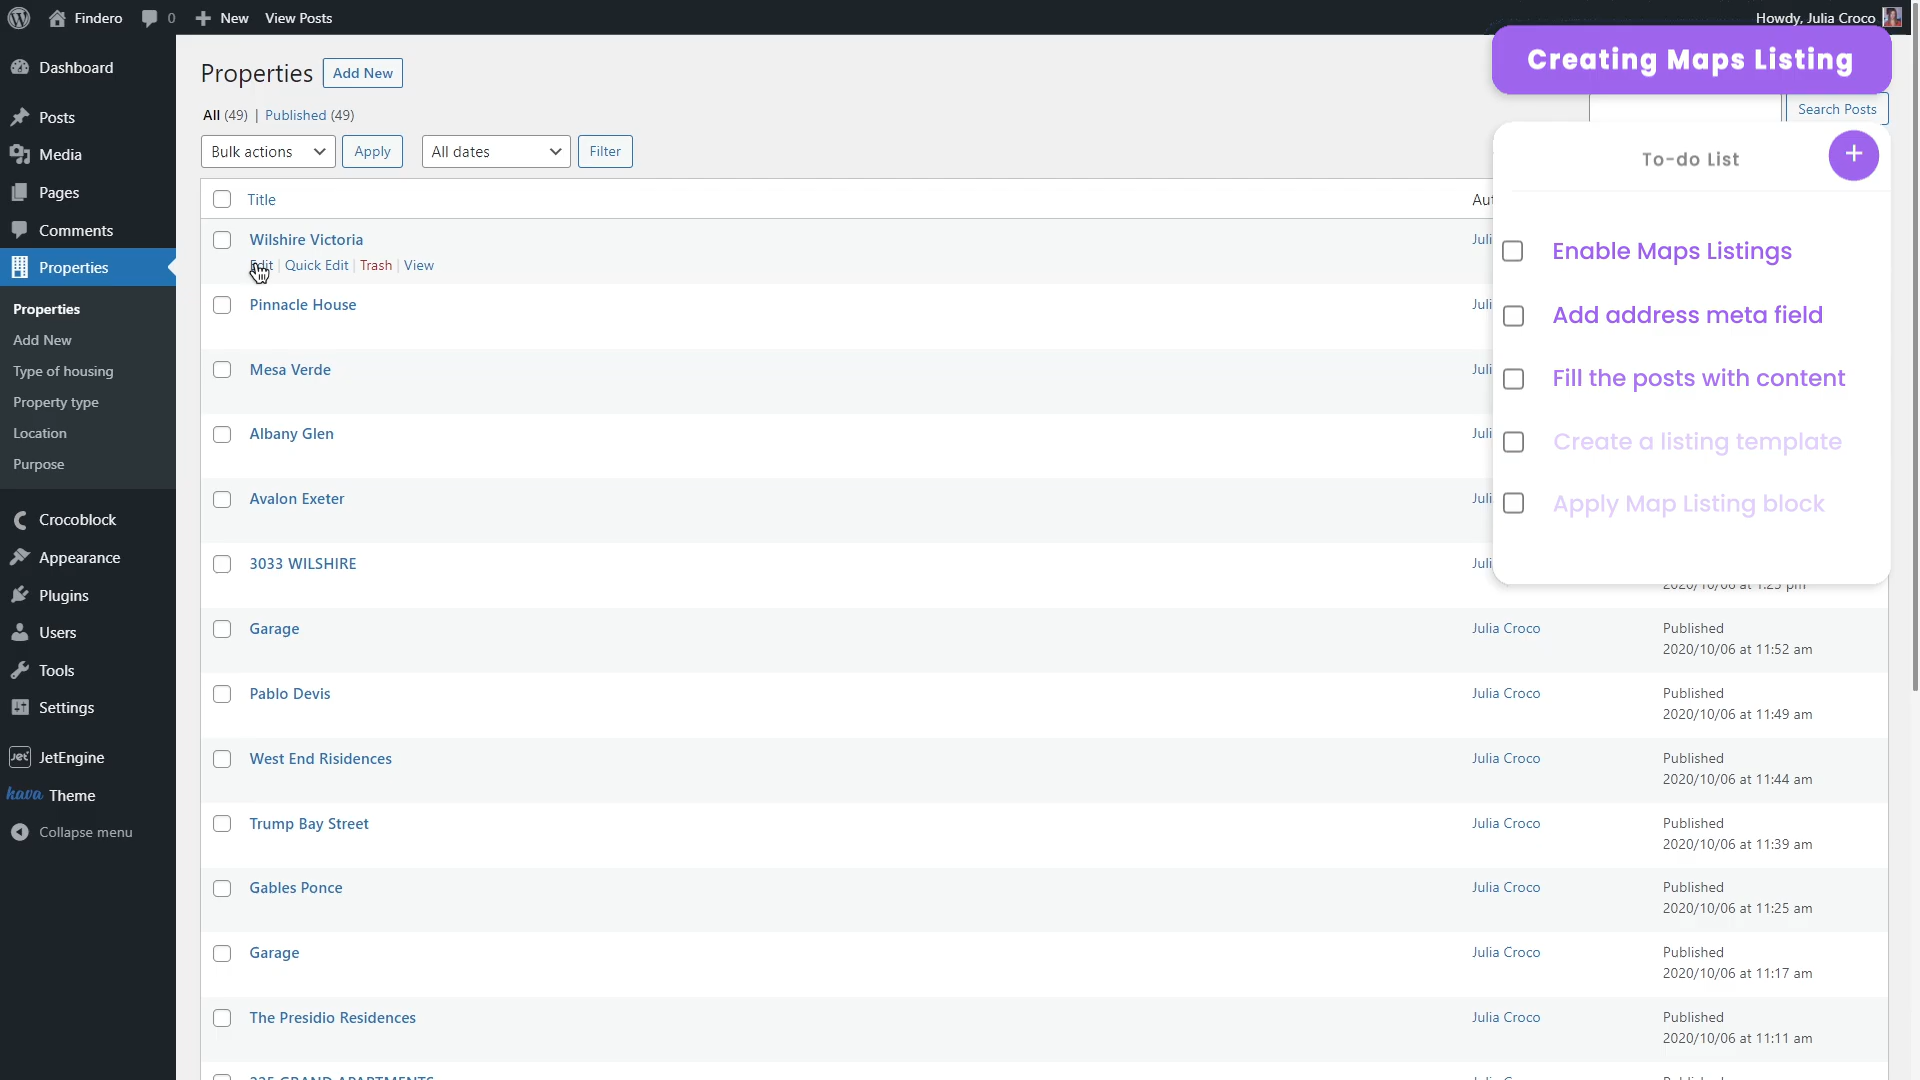 Findero 0 New View Posts Howdy, Julia Croco
Creating Maps Listing
Dashboard
Posts
Media
Pages
Comments
Properties
Properties
Add New
Type of housing
Property type
Location
Purpose
Crocoblock
Appearance
Plugins
Users
Tools
Settings
Jet JetEngine
kava Theme
Collapse menu
Properties Add New
All (49) | Published (49)
Search Posts
Bulk actions Apply All dates Filter
Title
Wilshire Victoria
Edit | Quick Edit | Trash | View
Pinnacle House
Mesa Verde
Albany Glen
Avalon Exeter
3033 WILSHIRE
Garage Julia Croco Published
2020/10/06 at 11:52 am
Pablo Devis Julia Croco Published
2020/10/06 at 11:49 am
West End Risidences Julia Croco Published
2020/10/06 at 11:44 am
Trump Bay Street Julia Croco Published
2020/10/06 at 11:39 am
Gables Ponce Julia Croco Published
2020/10/06 at 11:25 am
Garage Julia Croco Published
2020/10/06 at 11:17 am
The Presidio Residences Julia Croco Published
2020/10/06 at 11:11 am
To-do List
Enable Maps Listings
Add address meta field
Fill the posts with content
Create a listing template
Apply Map Listing block